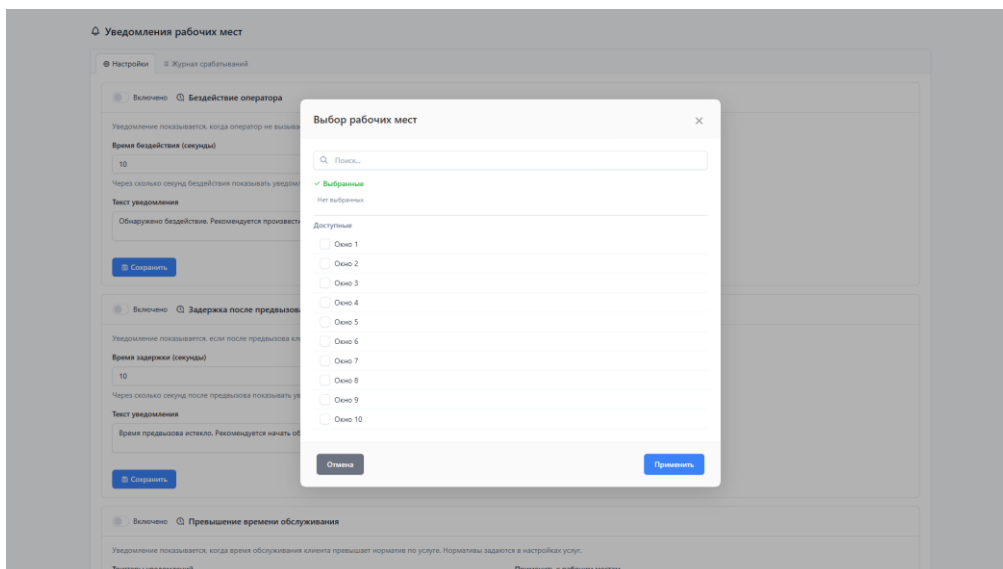 Уведомления рабочих мест
Настройки
Журнал срабатываний
Включено
Бездействие оператора
Уведомление показывается, когда оператор не вызыва
Время бездействия (секунды)
10
Через сколько секунд бездействия показывать уведомл
Текст уведомления
Обнаружено бездействие. Рекомендуется произвест
Сохранить
Включено
Задержка после предвызов
Уведомление показывается, если после предвызова кл
Время задержки (секунды)
10
Через сколько секунд после предвызова показывать ув
Текст уведомления
Время предвызова истекло. Рекомендуется начать об
Сохранить
Включено
Превышение времени обслуживания
Уведомление показывается, когда время обслуживания клиента превышает норматив по услуге. Нормативы задаются в настройках услуг.
Выбор рабочих мест
Поиск...
Выбранные
Нет выбранных
Доступные
Окно 1
Окно 2
Окно 3
Окно 4
Окно 5
Окно 6
Окно 7
Окно 8
Окно 9
Окно 10
Отмена
Применить